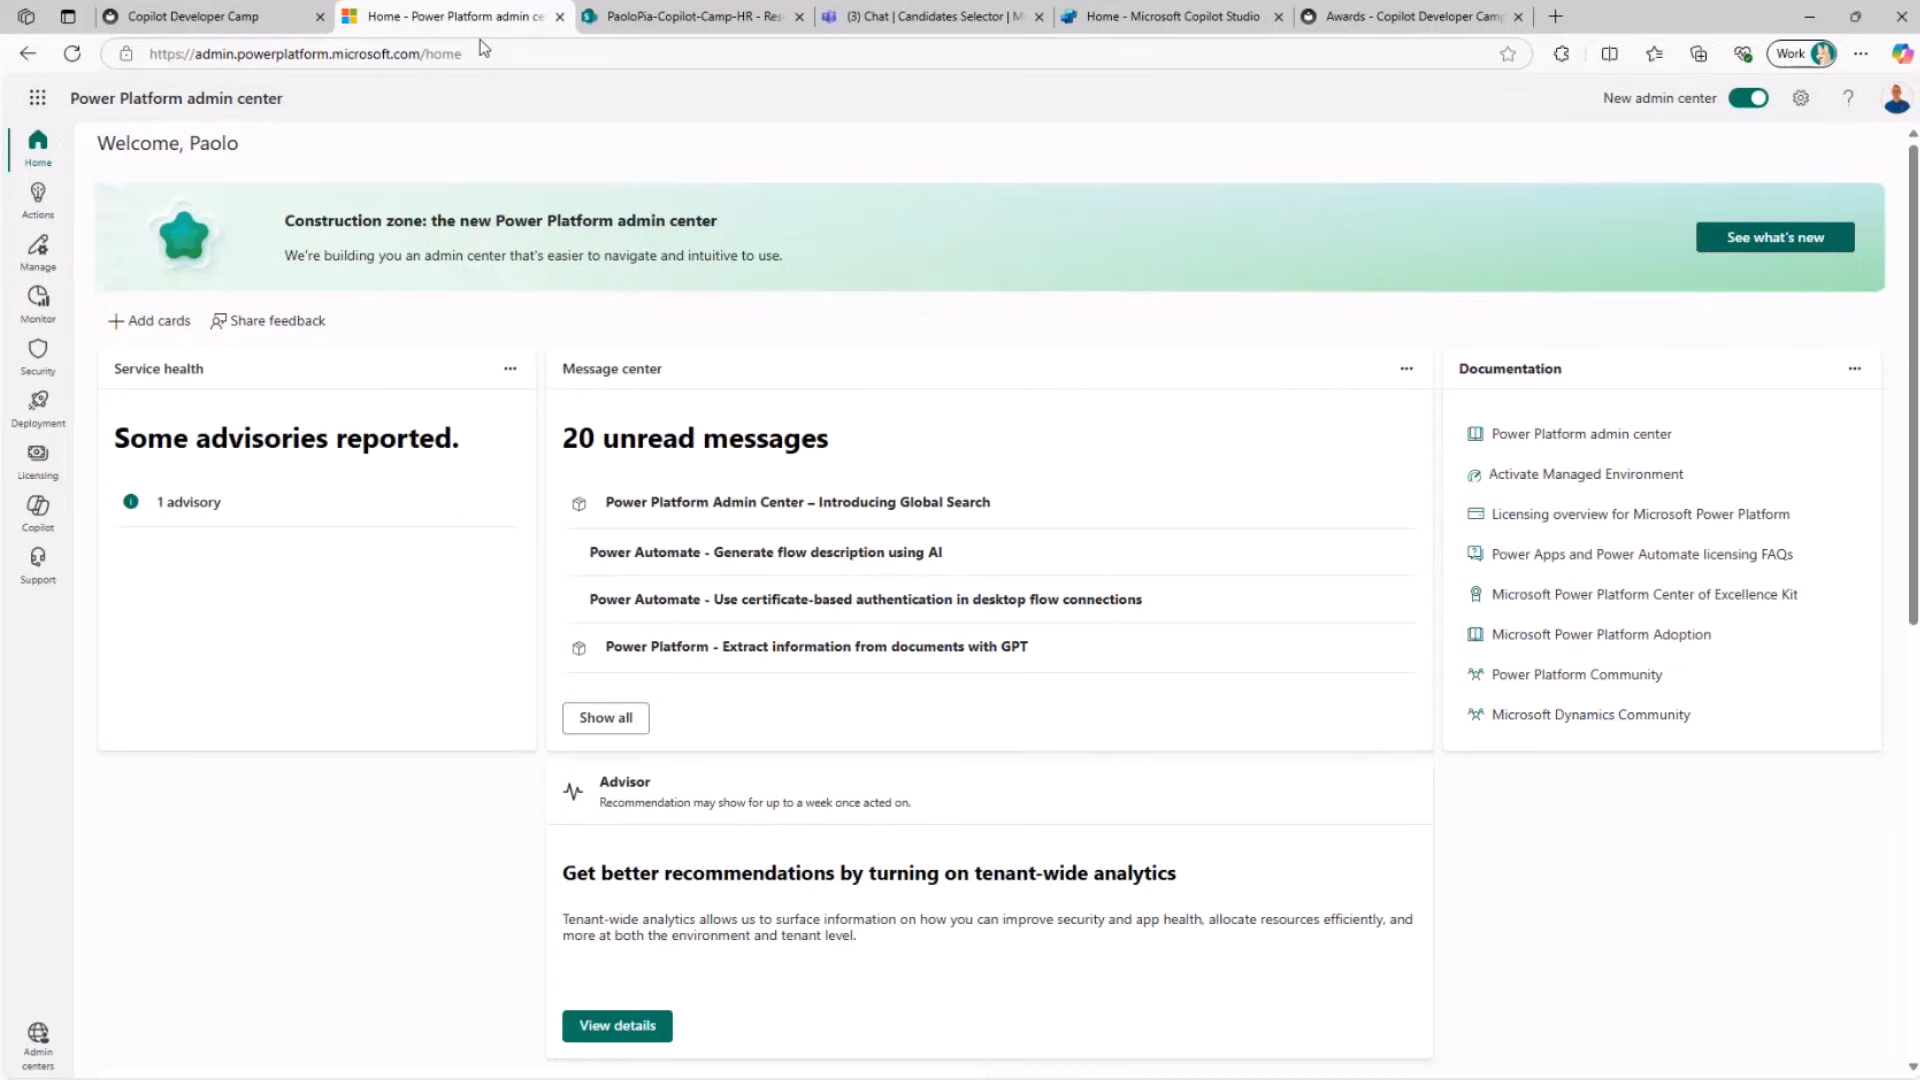 Copilot Developer Camp
Home - Power Platform admin ce
PaoloPia-Copilot-Camp-HR - Res
(3) Chat | Candidates Selector | M
Home - Microsoft Copilot Studio
Awards - Copilot Developer Cam
https://admin.powerplatform.microsoft.com/home
Work
Power Platform admin center
New admin center
Home
Actions
Manage
Monitor
Security
Deployment
Licensing
Copilot
Support
Admin
centers
Welcome, Paolo
Construction zone: the new Power Platform admin center
We're building you an admin center that's easier to navigate and intuitive to use.
See what's new
Add cards
Share feedback
Service health
Some advisories reported.
1 advisory
Message center
20 unread messages
Power Platform Admin Center – Introducing Global Search
Power Automate - Generate flow description using AI
Power Automate - Use certificate-based authentication in desktop flow connections
Power Platform - Extract information from documents with GPT
Show all
Documentation
Power Platform admin center
Activate Managed Environment
Licensing overview for Microsoft Power Platform
Power Apps and Power Automate licensing FAQs
Microsoft Power Platform Center of Excellence Kit
Microsoft Power Platform Adoption
Power Platform Community
Microsoft Dynamics Community
Advisor
Recommendation may show for up to a week once acted on.
Get better recommendations by turning on tenant-wide analytics
Tenant-wide analytics allows us to surface information on how you can improve security and app health, allocate resources efficiently, and
more at both the environment and tenant level.
View details